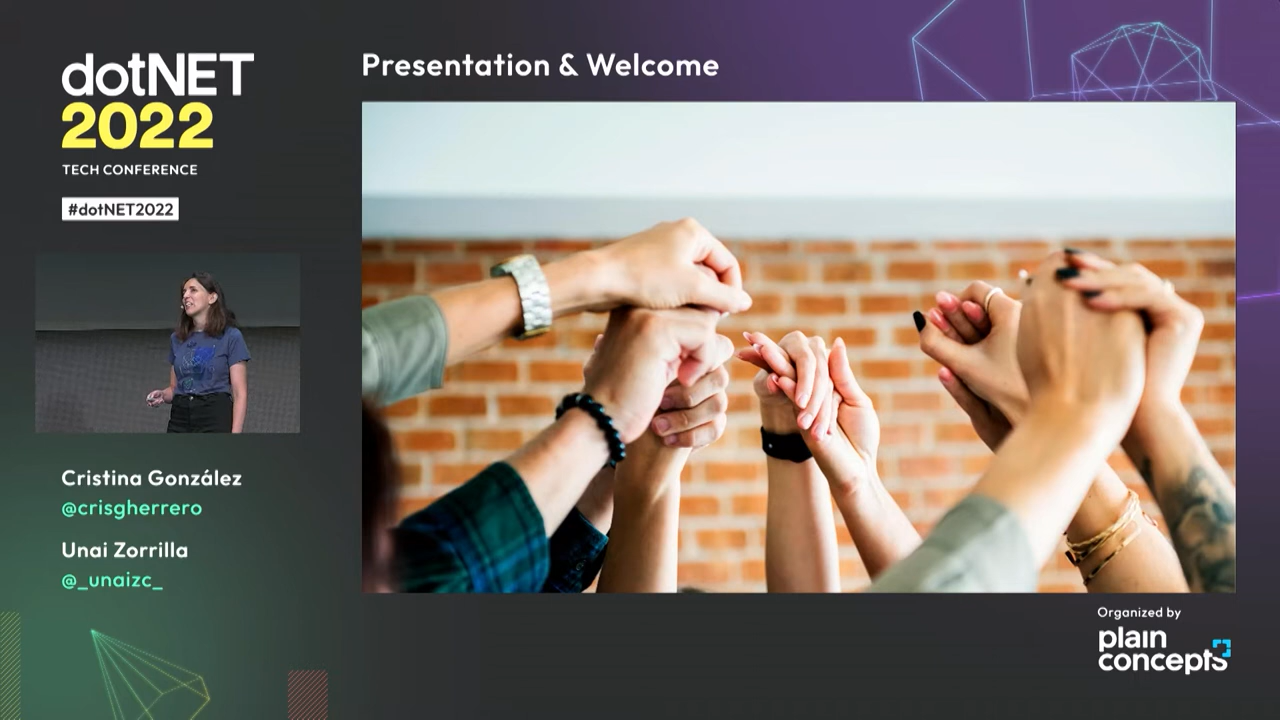 dotNET
2022
TECH CONFERENCE
#dotNET2022
Presentation & Welcome
Cristina González
@crisgherrero
Unai Zorrilla
@_unaizc_
Organized by
plain
concepts